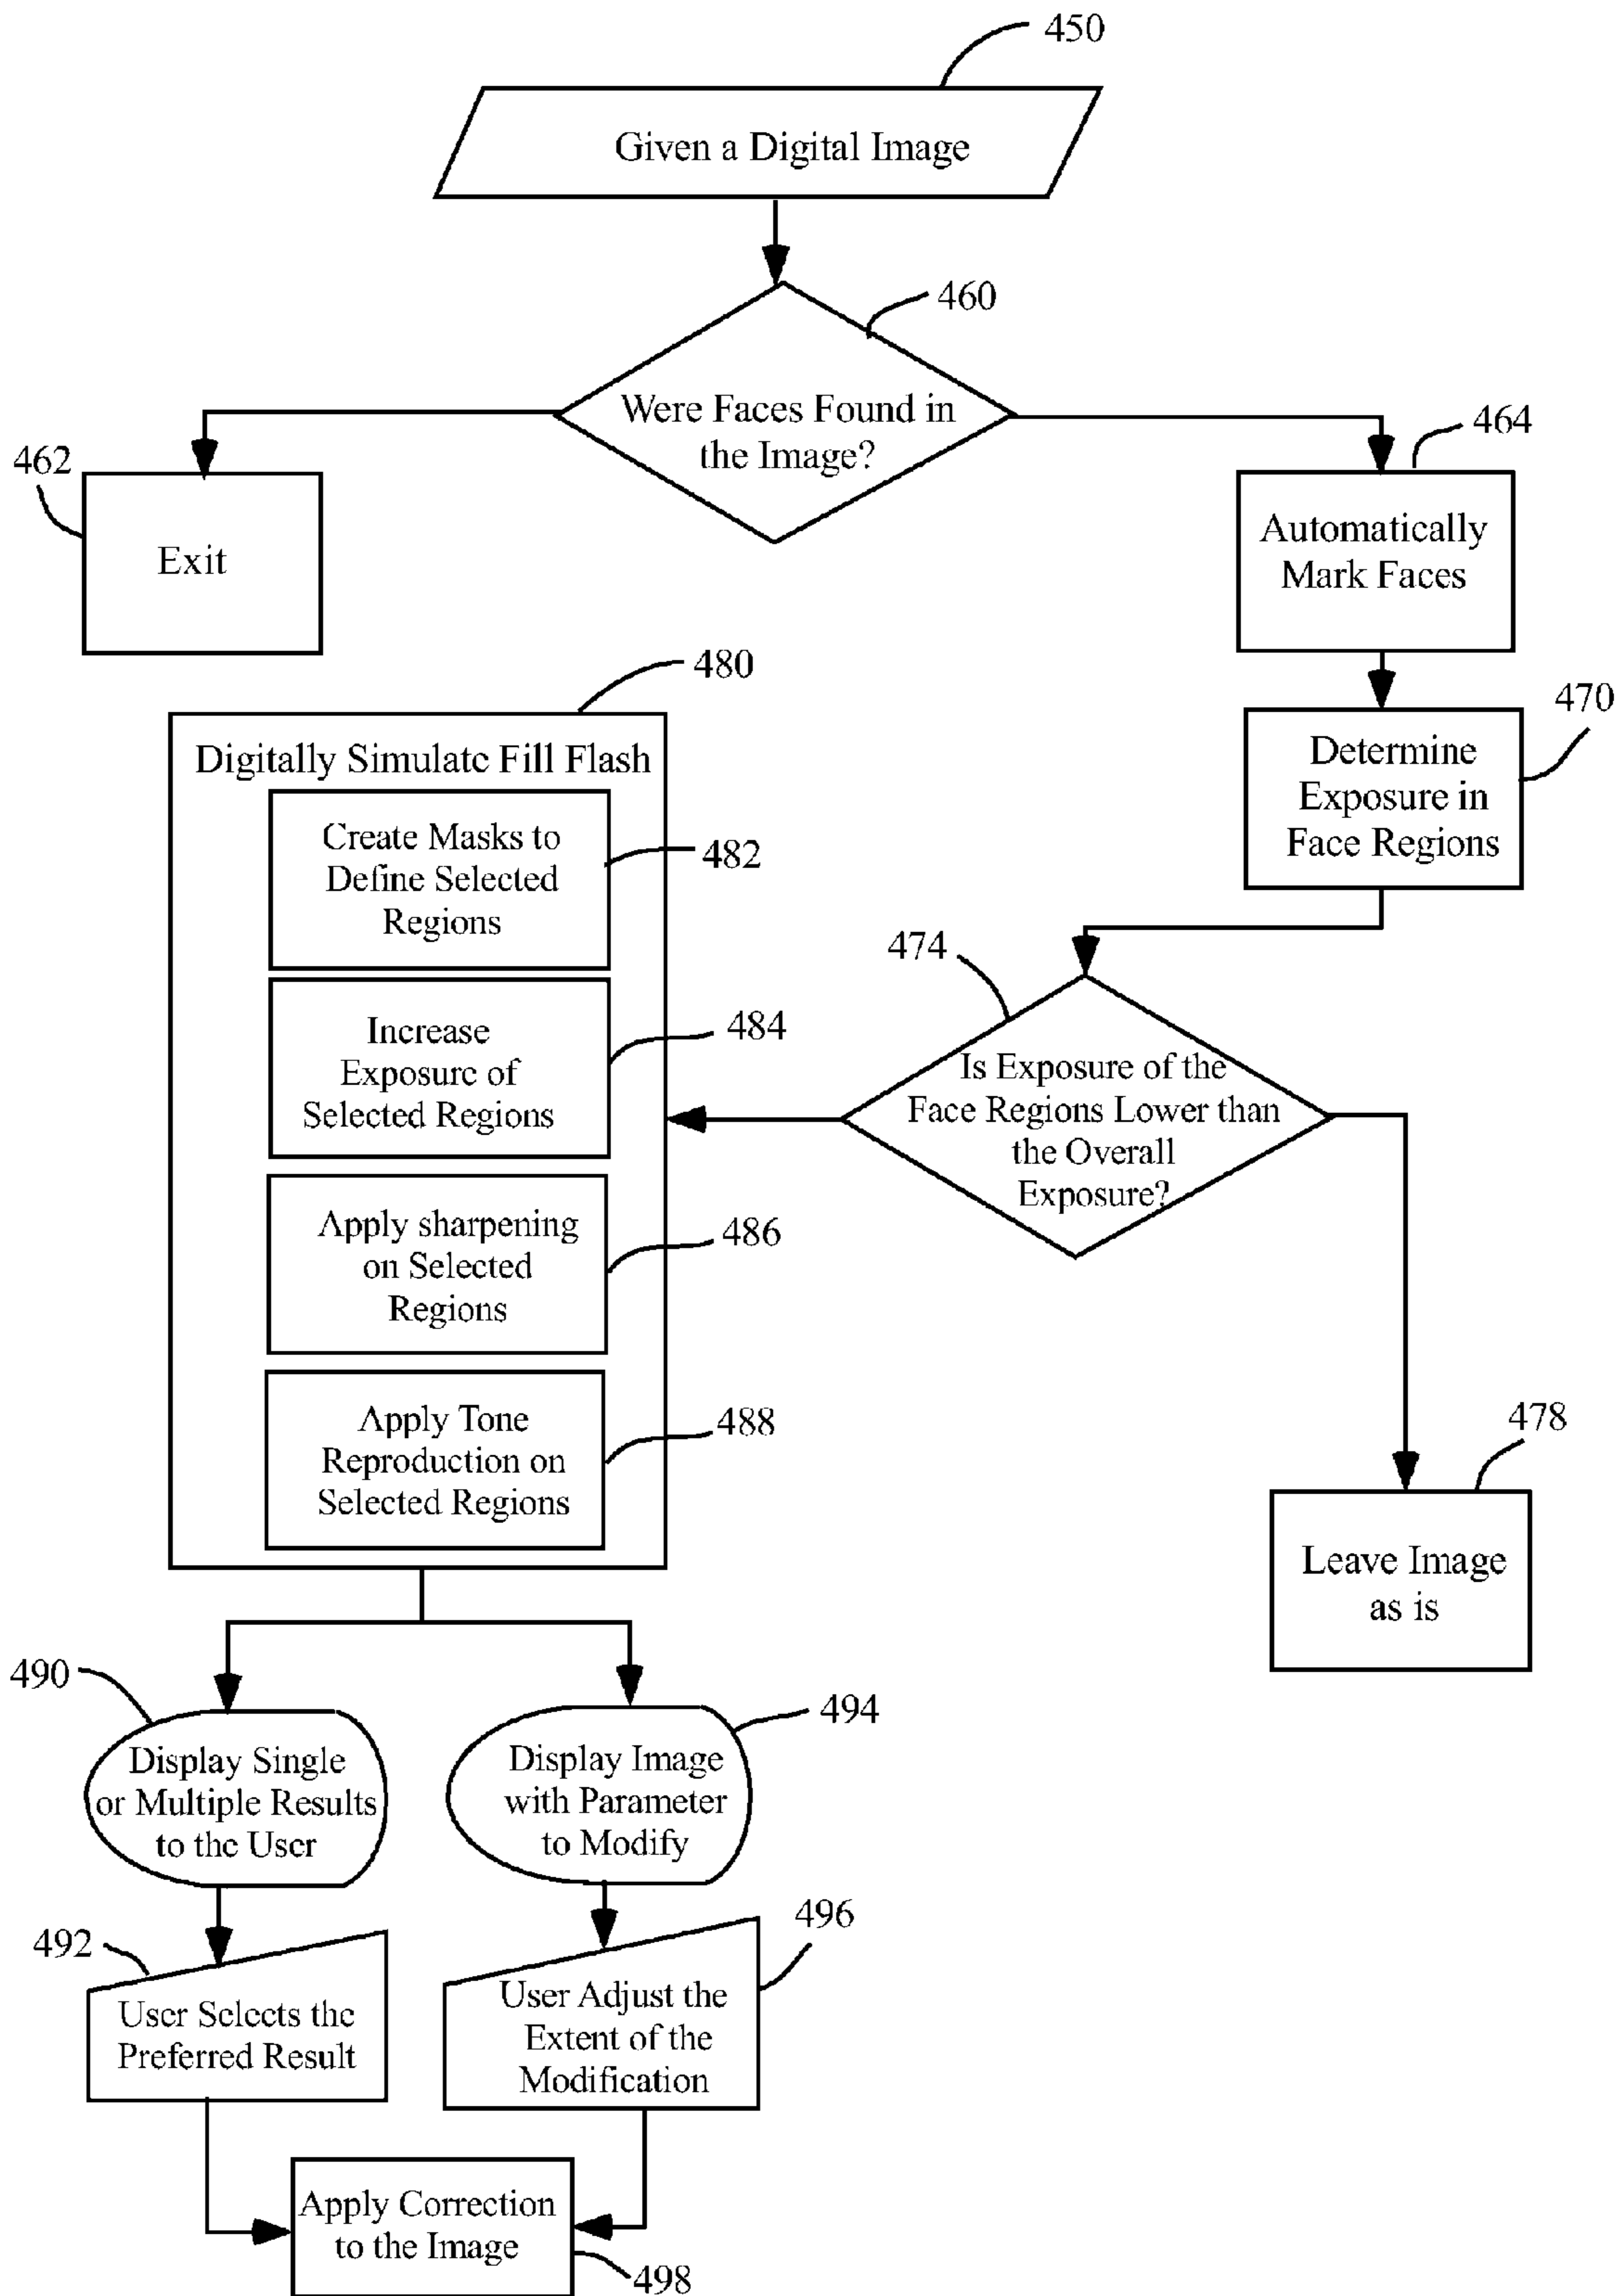 450
Given a Digital Image
460
Were Faces Found in
the Image?
462
Exit
464
Automatically
Mark Faces
470
Determine
Exposure in
Face Regions
474
Is Exposure of the
Face Regions Lower than
the Overall
Exposure?
478
Leave Image
as is
480
Digitally Simulate Fill Flash
Create Masks to
Define Selected
Regions
482
Increase
Exposure of
Selected Regions
484
Apply sharpening
on Selected
Regions
486
Apply Tone
Reproduction on
Selected Regions
488
490
Display Single
or Multiple Results
to the User
494
Display Image
with Parameter
to Modify
492
User Selects the
Preferred Result
496
User Adjust the
Extent of the
Modification
Apply Correction
to the Image
498